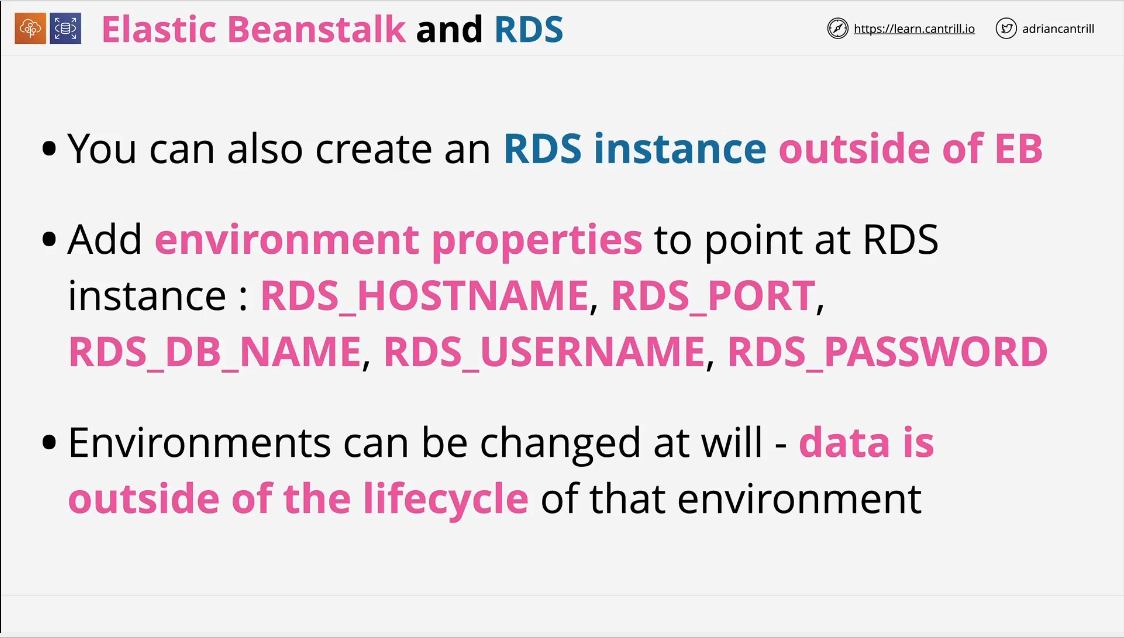 Elastic Beanstalk and RDS
https://learn.cantrill.io
adriancantrill
• You can also create an RDS instance outside of EB
• Add environment properties to point at RDS
instance : RDS_HOSTNAME, RDS_PORT,
RDS_DB_NAME, RDS_USERNAME, RDS_PASSWORD
• Environments can be changed at will - data is
outside of the lifecycle of that environment